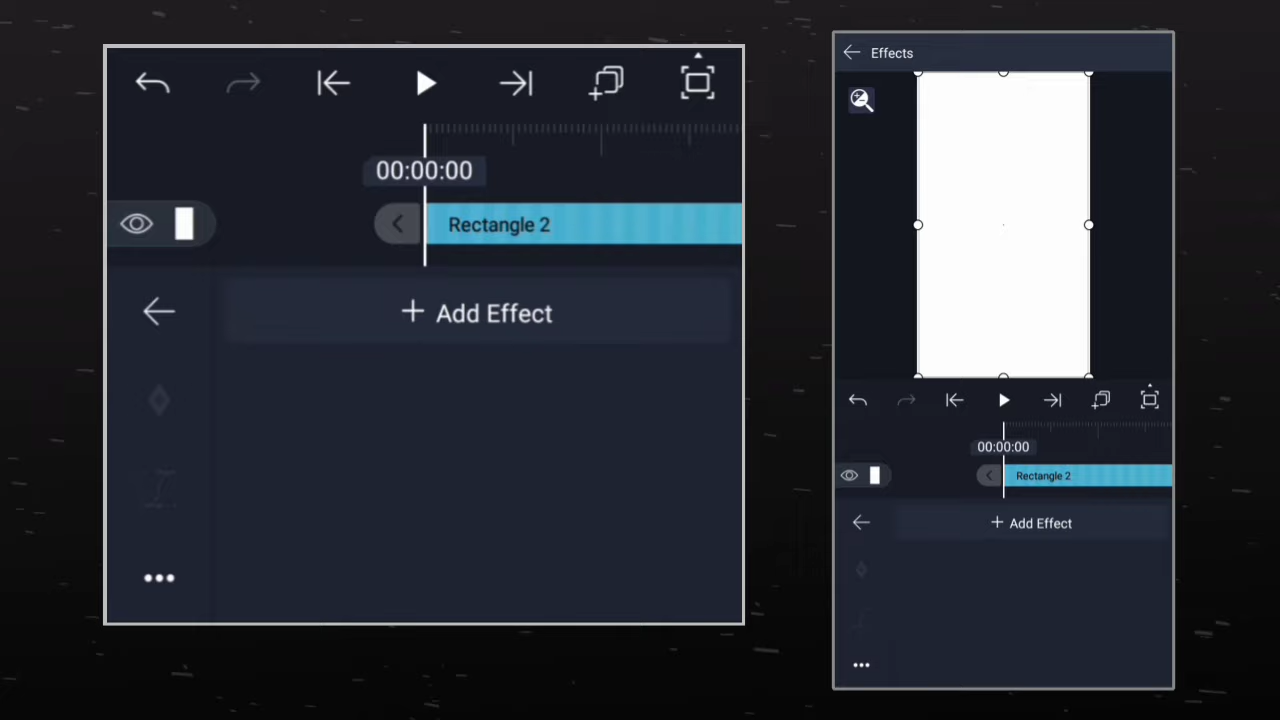 00:00:00
Rectangle 2
+ Add Effect
Effects
00:00:00
Rectangle 2
+ Add Effect